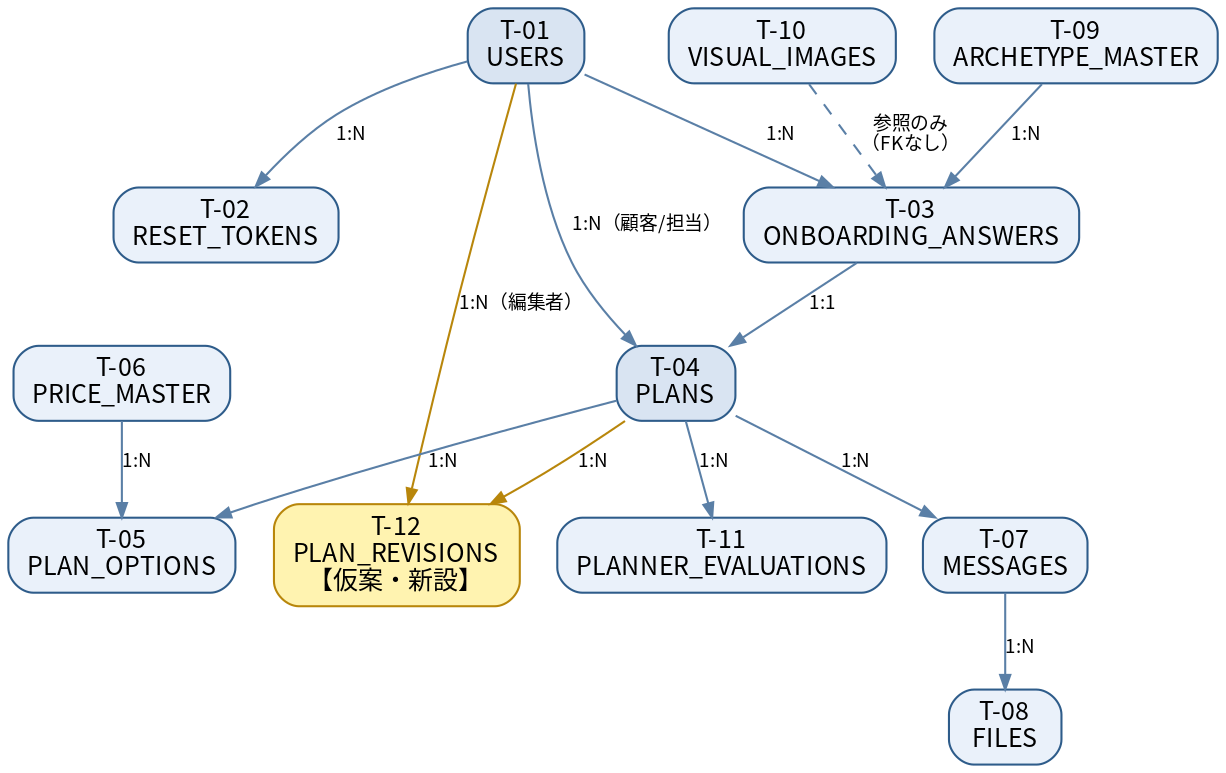 T-01
USERS
T-10
VISUAL_IMAGES
T-09
ARCHETYPE_MASTER
1:N
1:N
参照のみ
（FKなし）
1:N
T-02
RESET_TOKENS
1:N（顧客/担当）
T-03
ONBOARDING_ANSWERS
1:N（編集者）
1:1
T-06
PRICE_MASTER
T-04
PLANS
1:N
1:N
1:N
1:N
1:N
T-05
PLAN_OPTIONS
T-12
PLAN_REVISIONS
【仮案・新設】
T-11
PLANNER_EVALUATIONS
T-07
MESSAGES
1:N
T-08
FILES